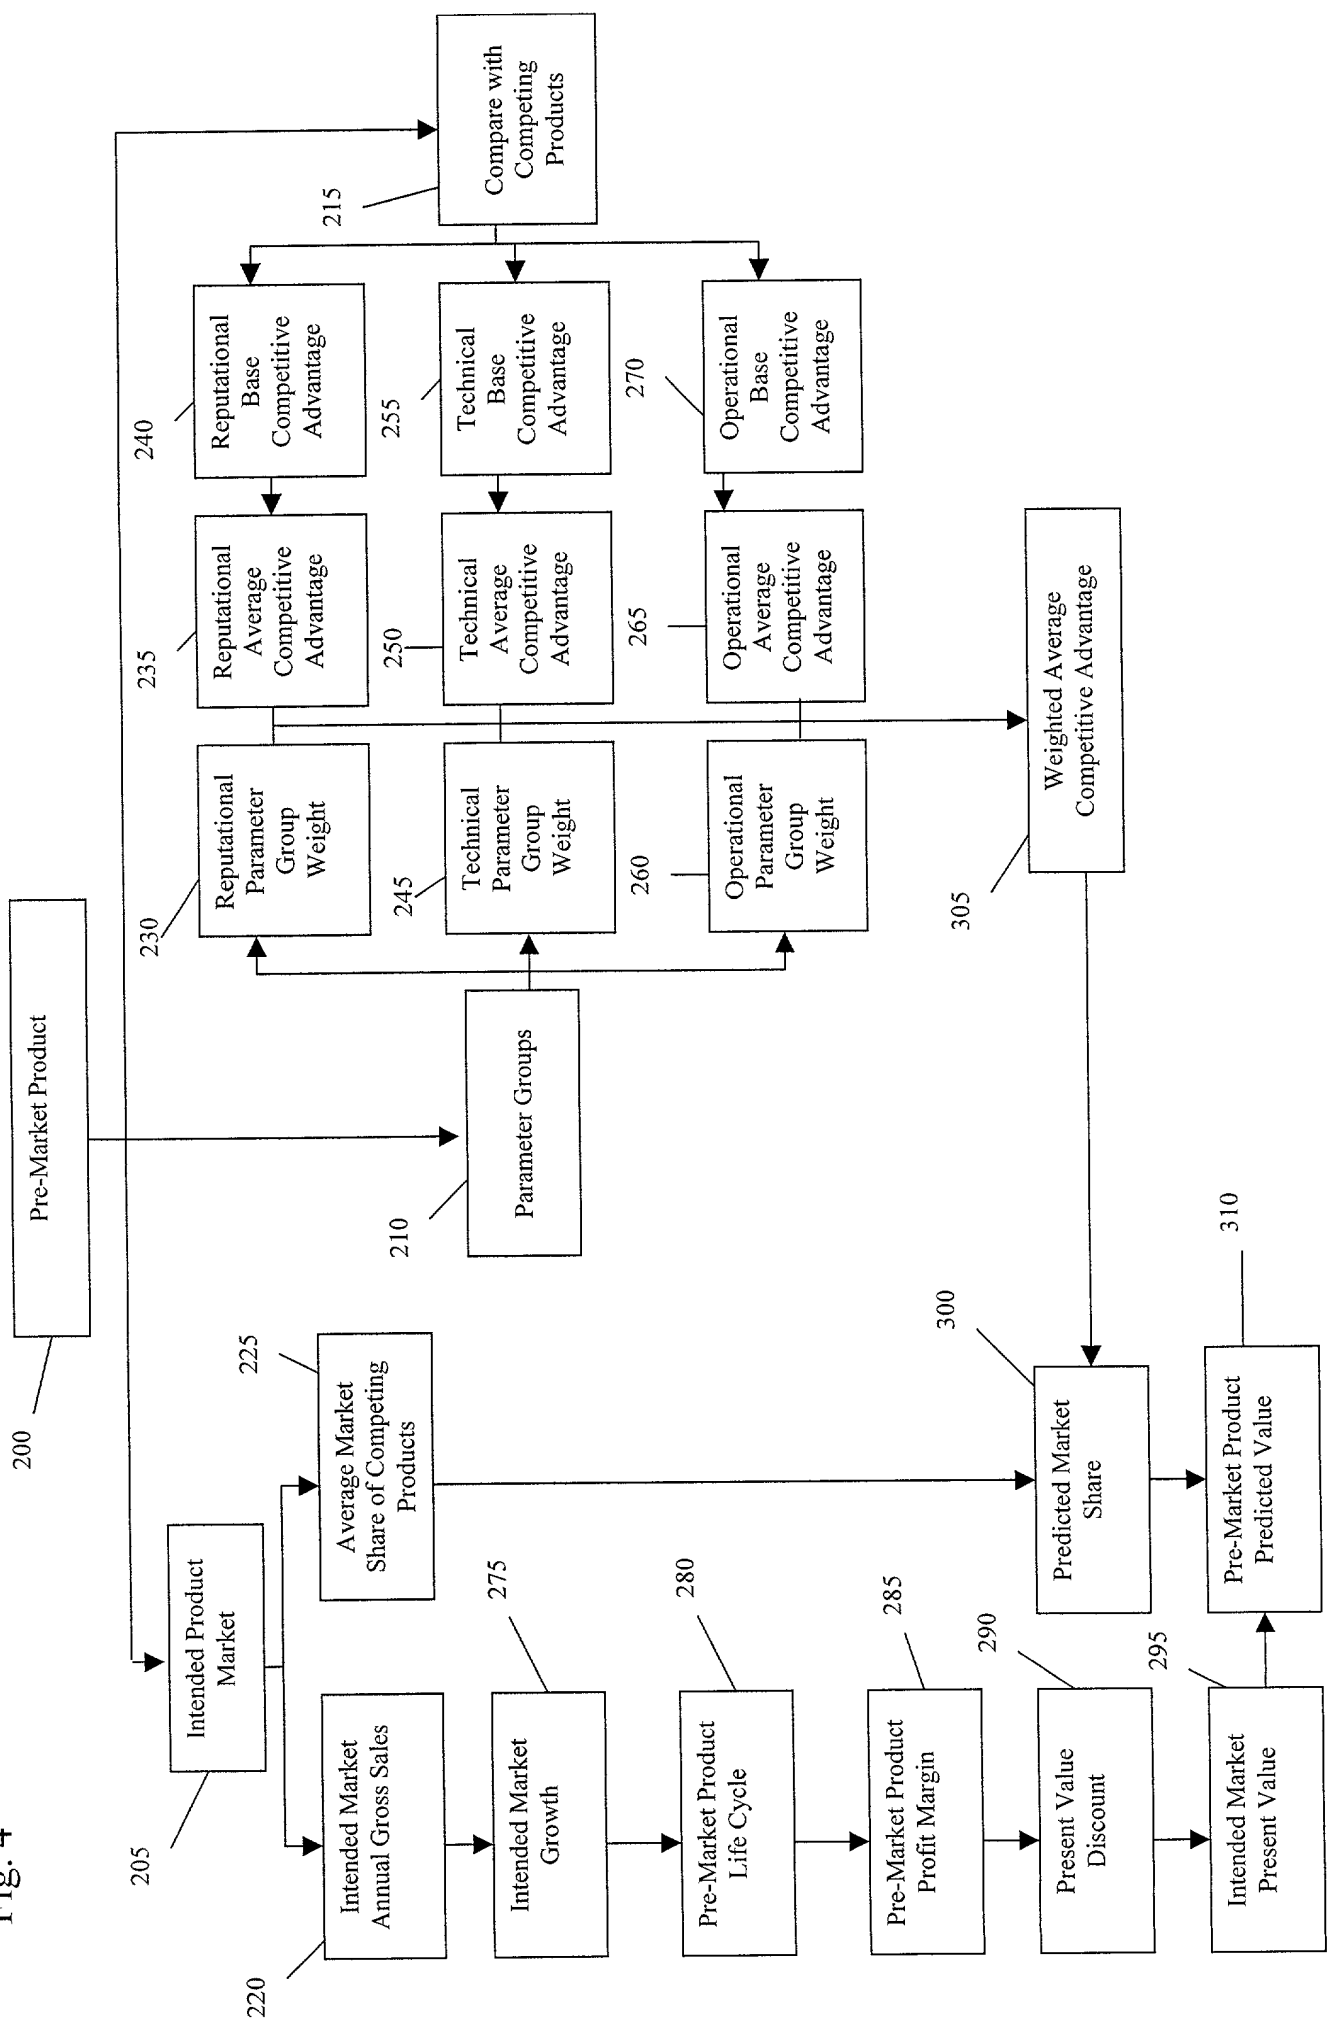 Fig. 4
200
Pre-Market Product
205
Intended Product
Market
210
Parameter Groups
215
Compare with
Competing
Products
220
Intended Market
Annual Gross Sales
225
Average Market
Share of Competing
Products
230
Reputational
Parameter
Group
Weight
235
Reputational
Average
Competitive
Advantage
240
Reputational
Base
Competitive
Advantage
245
Technical
Parameter
Group
Weight
250
Technical
Average
Competitive
Advantage
255
Technical
Base
Competitive
Advantage
260
Operational
Parameter
Group
Weight
265
Operational
Average
Competitive
Advantage
270
Operational
Base
Competitive
Advantage
275
Intended Market
Growth
280
Pre-Market Product
Life Cycle
285
Pre-Market Product
Profit Margin
290
Present Value
Discount
295
Intended Market
Present Value
300
Predicted Market
Share
305
Weighted Average
Competitive Advantage
310
Pre-Market Product
Predicted Value